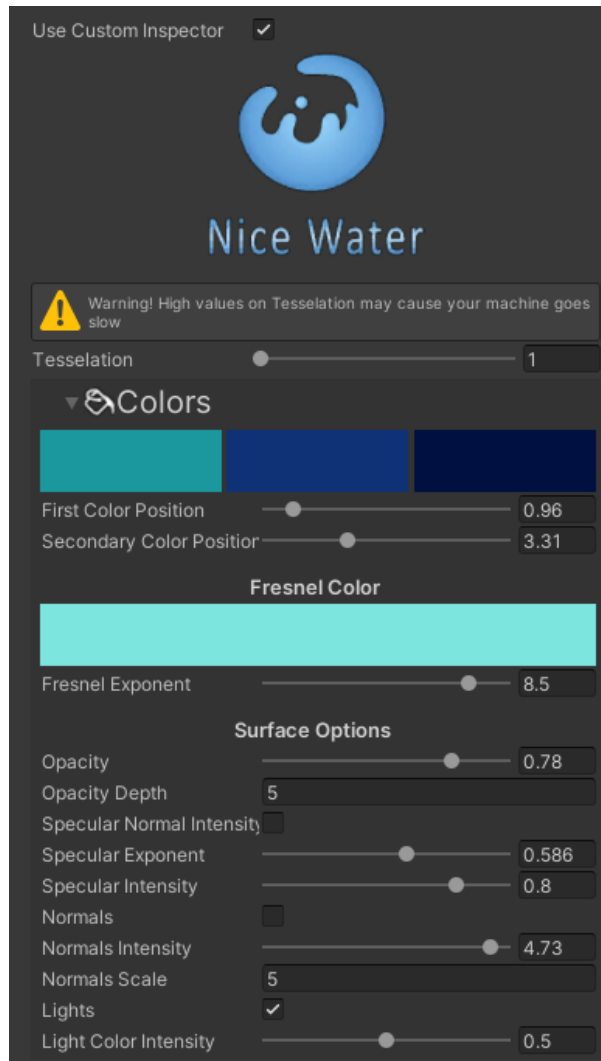 Use Custom Inspector
Nice Water
Warning! High values on Tesselation may cause your machine goes
slow
Tesselation 1
Colors
First Color Position 0.96
Secondary Color Position 3.31
Fresnel Color
Fresnel Exponent 8.5
Surface Options
Opacity 0.78
Opacity Depth 5
Specular Normal Intensity
Specular Exponent 0.586
Specular Intensity 0.8
Normals
Normals Intensity 4.73
Normals Scale 5
Lights
Light Color Intensity 0.5